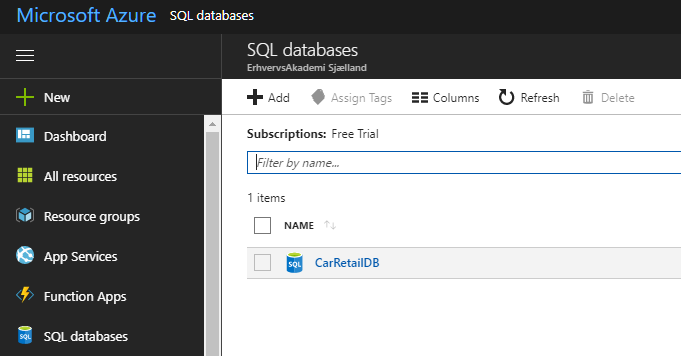 Microsoft Azure SQL databases
SQL databases
ErhvervsAkademi Sjælland
New
Dashboard
All resources
Resource groups
App Services
Function Apps
SQL databases
Add Assign Tags Columns Refresh Delete
Subscriptions: Free Trial
Filter by name...
1 items
NAME
SQL CarRetailDB